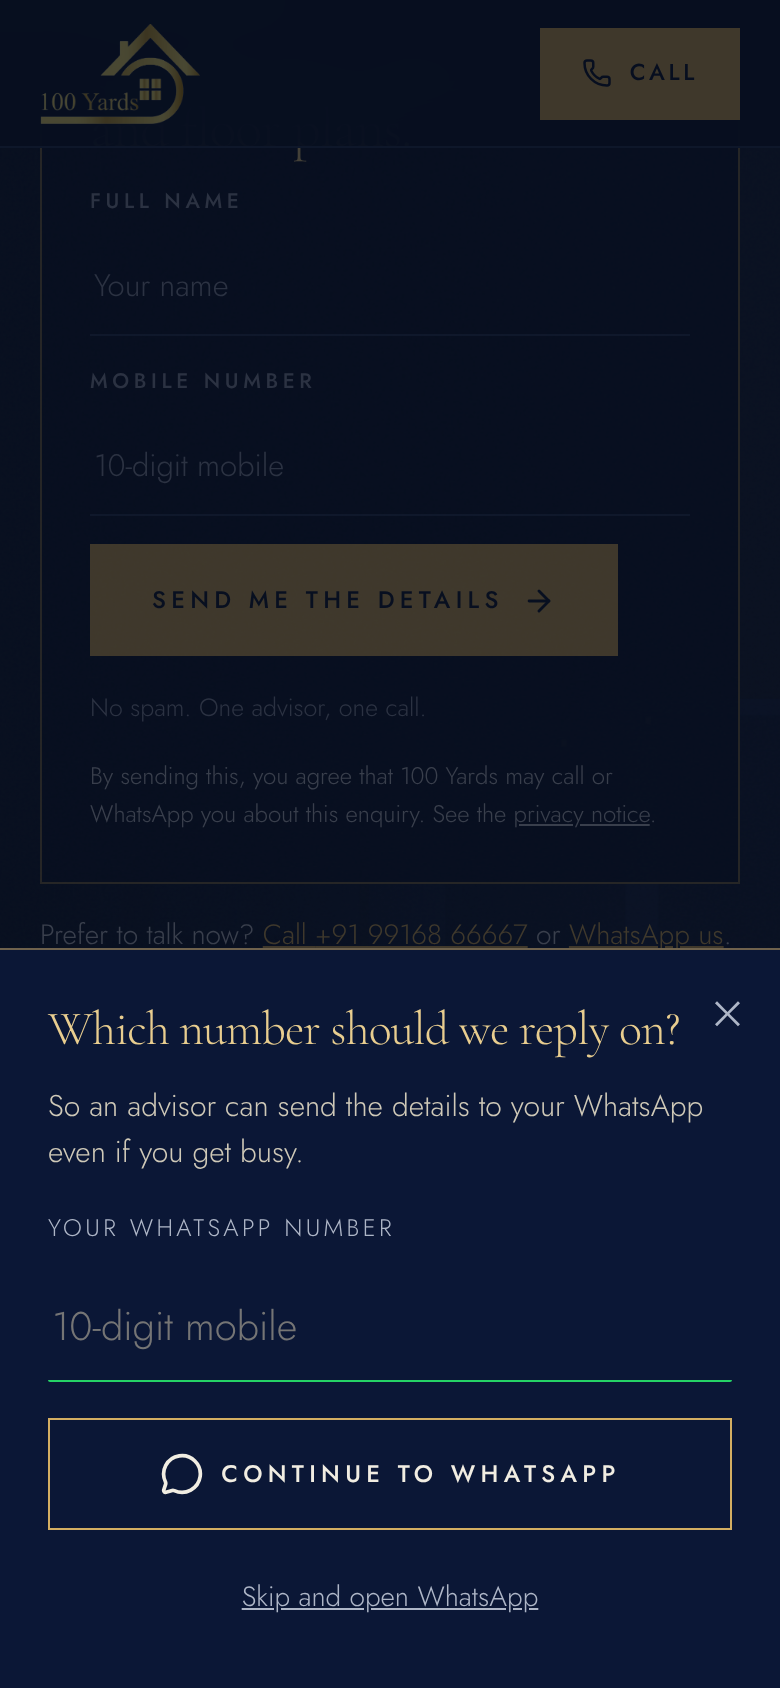 100 Yards
CALL
and floor plans.
FULL NAME
Your name
MOBILE NUMBER
10-digit mobile
SEND ME THE DETAILS
No spam. One advisor, one call.
By sending this, you agree that 100 Yards may call or
WhatsApp you about this enquiry. See the privacy notice.
Prefer to talk now? Call +91 99168 66667 or WhatsApp us.
Which number should we reply on?
So an advisor can send the details to your WhatsApp
even if you get busy.
YOUR WHATSAPP NUMBER
10-digit mobile
CONTINUE TO WHATSAPP
Skip and open WhatsApp